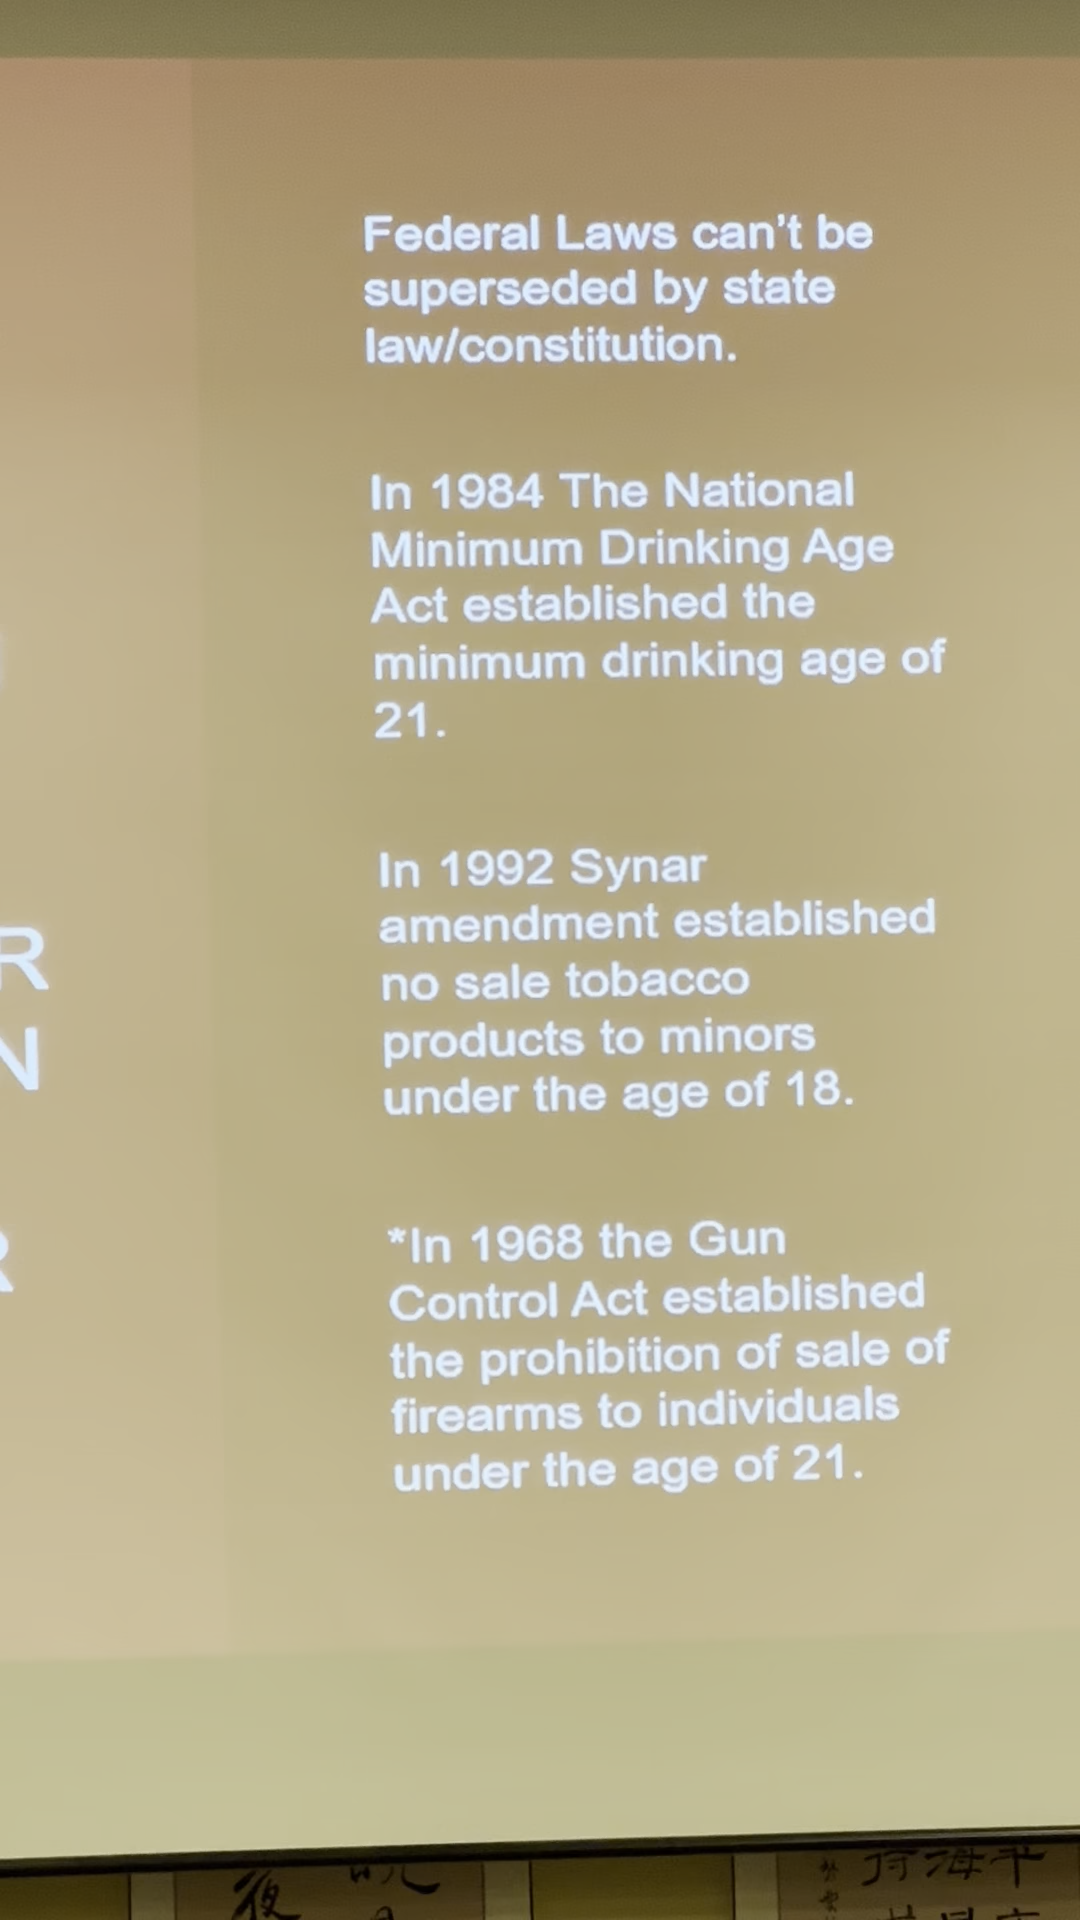 Federal Laws can't be
superseded by state
law/constitution.
In 1984 The National
Minimum Drinking Age
Act established the
minimum drinking age of
21.
In 1992 Synar
amendment established
no sale tobacco
products to minors
under the age of 18.
*In 1968 the Gun
Control Act established
the prohibition of sale of
firearms to individuals
under the age of 21.
R
N
R
後
海平